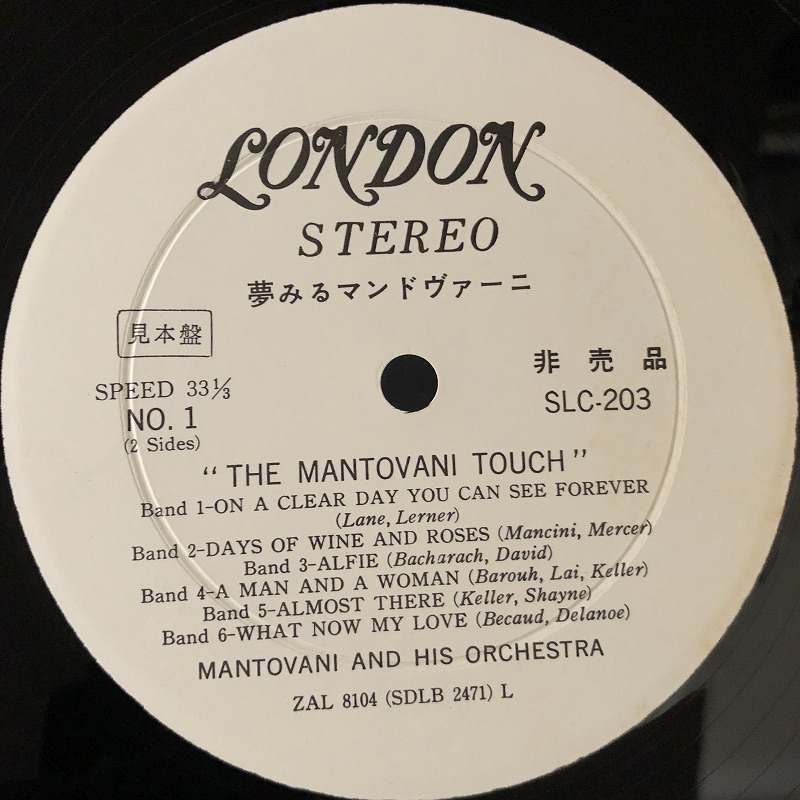 LONDON
STEREO
夢みるマンドヴァーニ
見本盤
非売品
SPEED 33⅓
SLC-203
NO. 1
(2 Sides)
"THE MANTOVANI TOUCH"
Band 1-ON A CLEAR DAY YOU CAN SEE FOREVER
(Lane, Lerner)
Band 2-DAYS OF WINE AND ROSES (Mancini, Mercer)
Band 3-ALFIE (Bacharach, David)
Band 4-A MAN AND A WOMAN (Barouh, Lai, Keller)
Band 5-ALMOST THERE (Keller, Shayne)
Band 6-WHAT NOW MY LOVE (Becaud, Delanoe)
MANTOVANI AND HIS ORCHESTRA
ZAL 8104 (SDLB 2471) L